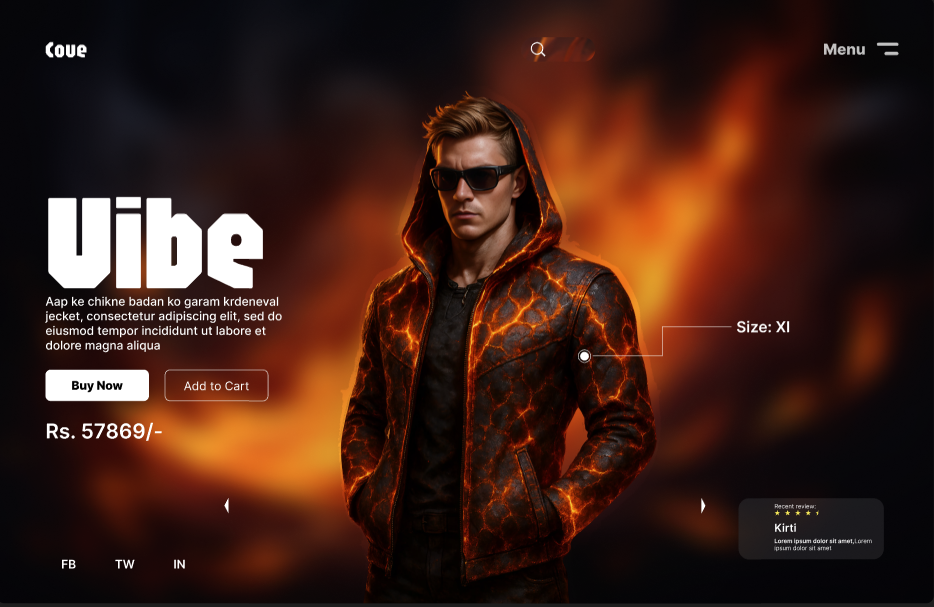 Cove
Menu
Vibe
Aap ke chikne badan ko garam krdeneval
jecket, consectetur adipiscing elit, sed do
eiusmod tempor incididunt ut labore et
dolore magna aliqua
Buy Now
Add to Cart
Rs. 57869/-
Size: Xl
Recent review:
Kirti
Lorem ipsum dolor sit amet,Lorem
ipsum dolor sit amet
FB
TW
IN